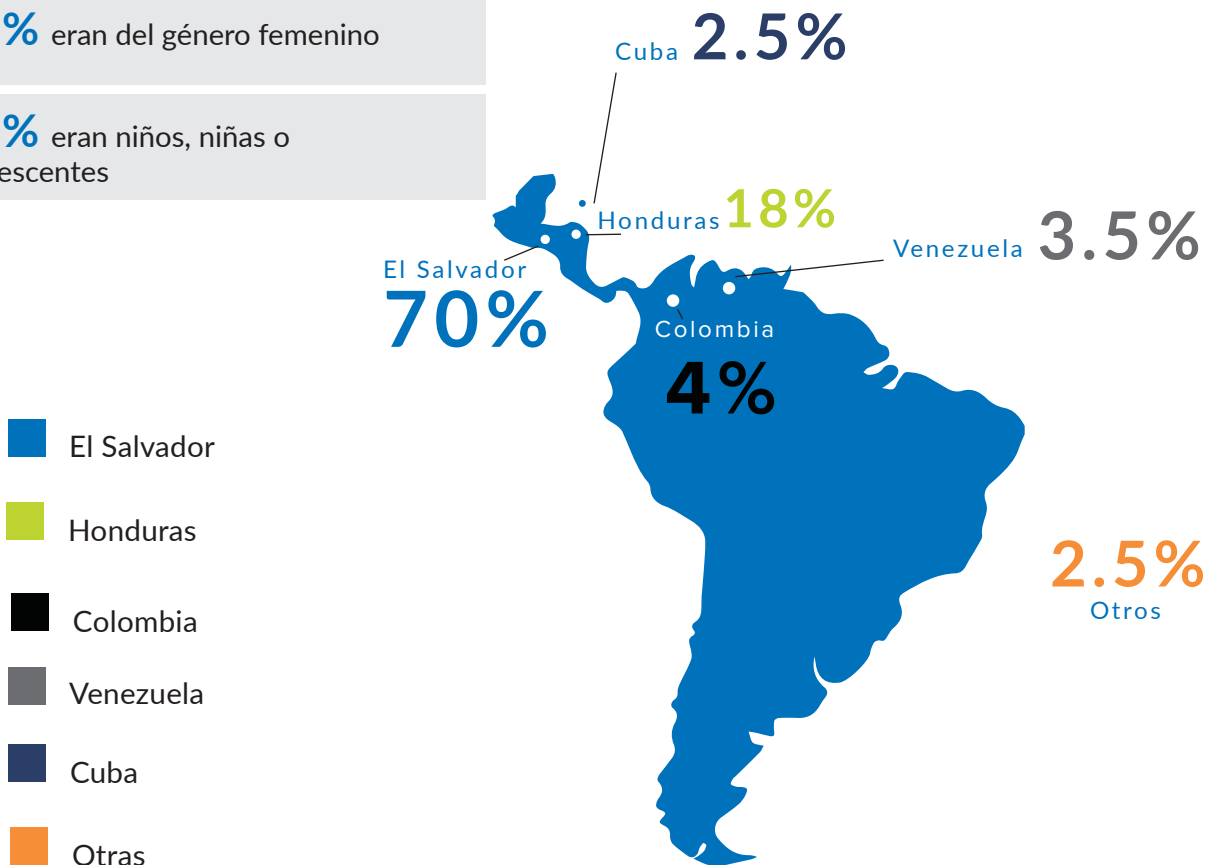 % eran del género femenino
% eran niños, niñas o
escentes
Cuba 2.5%
Honduras 18%
Venezuela 3.5%
El Salvador
70%
Colombia
4%
2.5%
Otros
El Salvador
Honduras
Colombia
Venezuela
Cuba
Otras